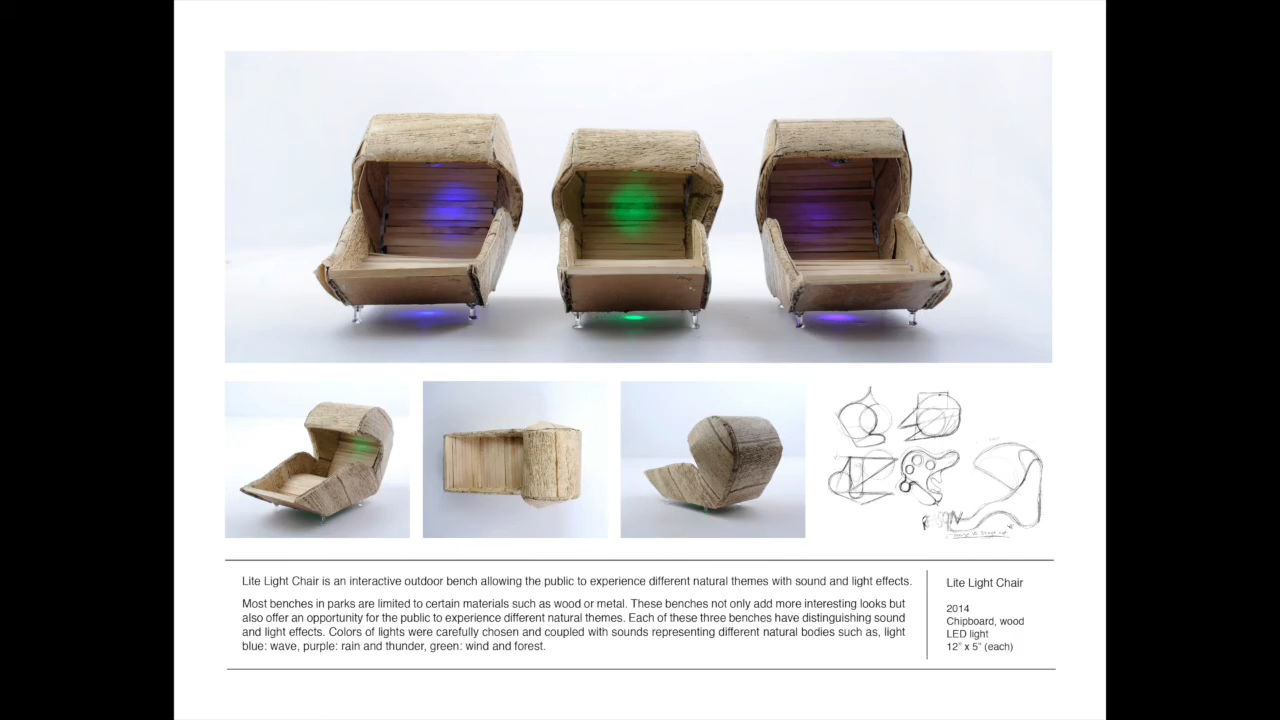 Lite Light Chair is an interactive outdoor bench allowing the public to experience different natural themes with sound and light effects.
Most benches in parks are limited to certain materials such as wood or metal. These benches not only add more interesting looks but
also offer an opportunity for the public to experience different natural themes. Each of these three benches have distinguishing sound
and light effects. Colors of lights were carefully chosen and coupled with sounds representing different natural bodies such as, light
blue: wave, purple: rain and thunder, green: wind and forest.
Lite Light Chair
2014
Chipboard, wood
LED light
12" x 5" (each)